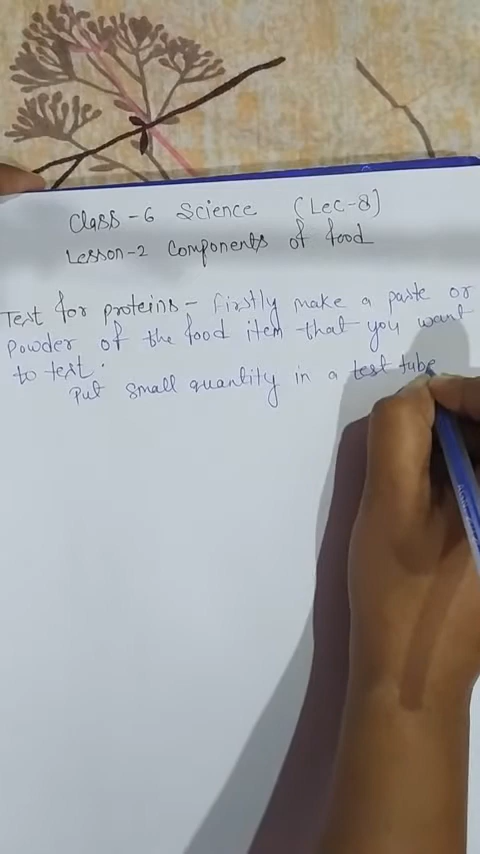 Class-6 Science (Lec-8)
Lesson-2 Components of food
Test for proteins - firstly make a paste or
Powder of the food item that you want
to test.
Put small quantity in a test tube